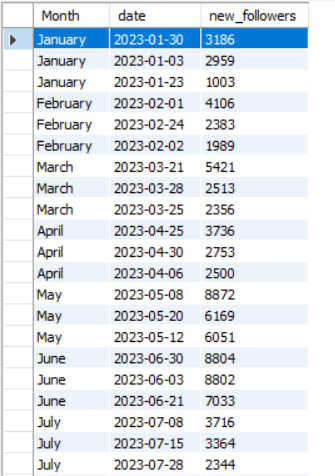 Month date new_followers
January 2023-01-30 3186
January 2023-01-03 2959
January 2023-01-23 1003
February 2023-02-01 4106
February 2023-02-24 2383
February 2023-02-02 1989
March 2023-03-21 5421
March 2023-03-28 2513
March 2023-03-25 2356
April 2023-04-25 3736
April 2023-04-30 2753
April 2023-04-06 2500
May 2023-05-08 8872
May 2023-05-20 6169
May 2023-05-12 6051
June 2023-06-30 8804
June 2023-06-03 8802
June 2023-06-21 7033
July 2023-07-08 3716
July 2023-07-15 3364
July 2023-07-28 2344